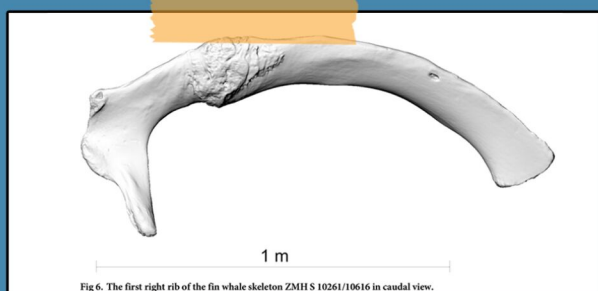 1 m
Fig 6. The first right rib of the fin whale skeleton ZMH S 10261/10616 in caudal view.